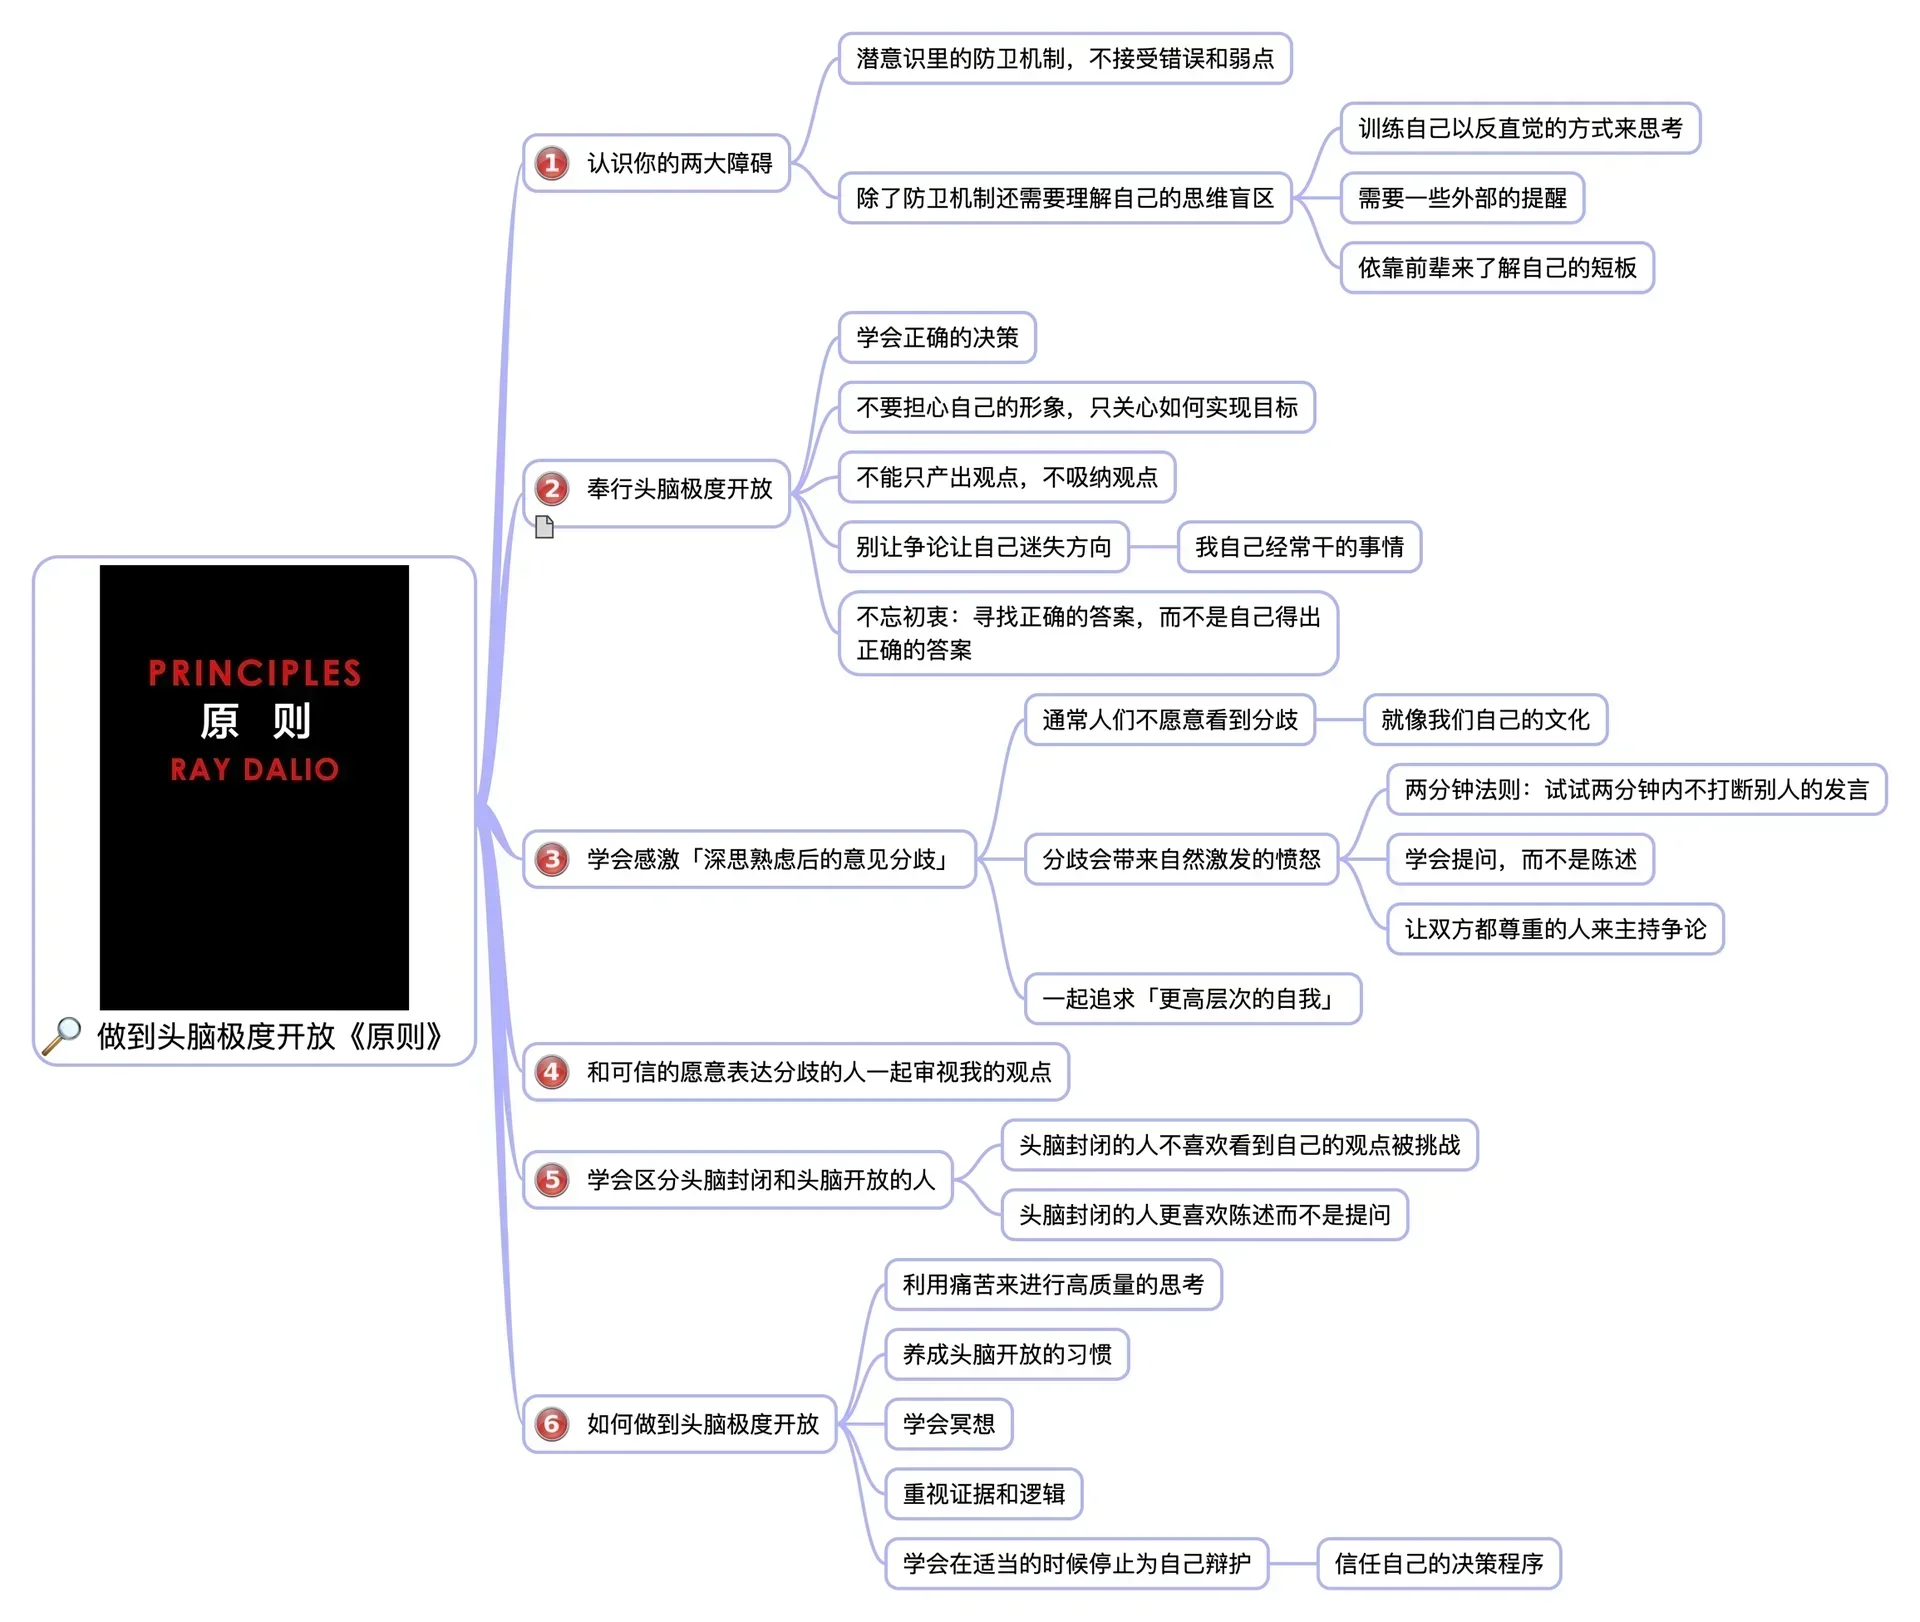 PRINCIPLES
原 则
RAY DALIO
做到头脑极度开放《原则》
1 认识你的两大障碍
潜意识里的防卫机制，不接受错误和弱点
除了防卫机制还需要理解自己的思维盲区
训练自己以反直觉的方式来思考
需要一些外部的提醒
依靠前辈来了解自己的短板
2 奉行头脑极度开放
学会正确的决策
不要担心自己的形象，只关心如何实现目标
不能只产出观点，不吸纳观点
别让争论让自己迷失方向
我自己经常干的事情
不忘初衷：寻找正确的答案，而不是自己得出
正确的答案
3 学会感激「深思熟虑后的意见分歧」
通常人们不愿意看到分歧
就像我们自己的文化
分歧会带来自然激发的愤怒
两分钟法则：试试两分钟内不打断别人的发言
学会提问，而不是陈述
让双方都尊重的人来主持争论
一起追求「更高层次的自我」
4 和可信的愿意表达分歧的人一起审视我的观点
5 学会区分头脑封闭和头脑开放的人
头脑封闭的人不喜欢看到自己的观点被挑战
头脑封闭的人更喜欢陈述而不是提问
6 如何做到头脑极度开放
利用痛苦来进行高质量的思考
养成头脑开放的习惯
学会冥想
重视证据和逻辑
学会在适当的时候停止为自己辩护
信任自己的决策程序